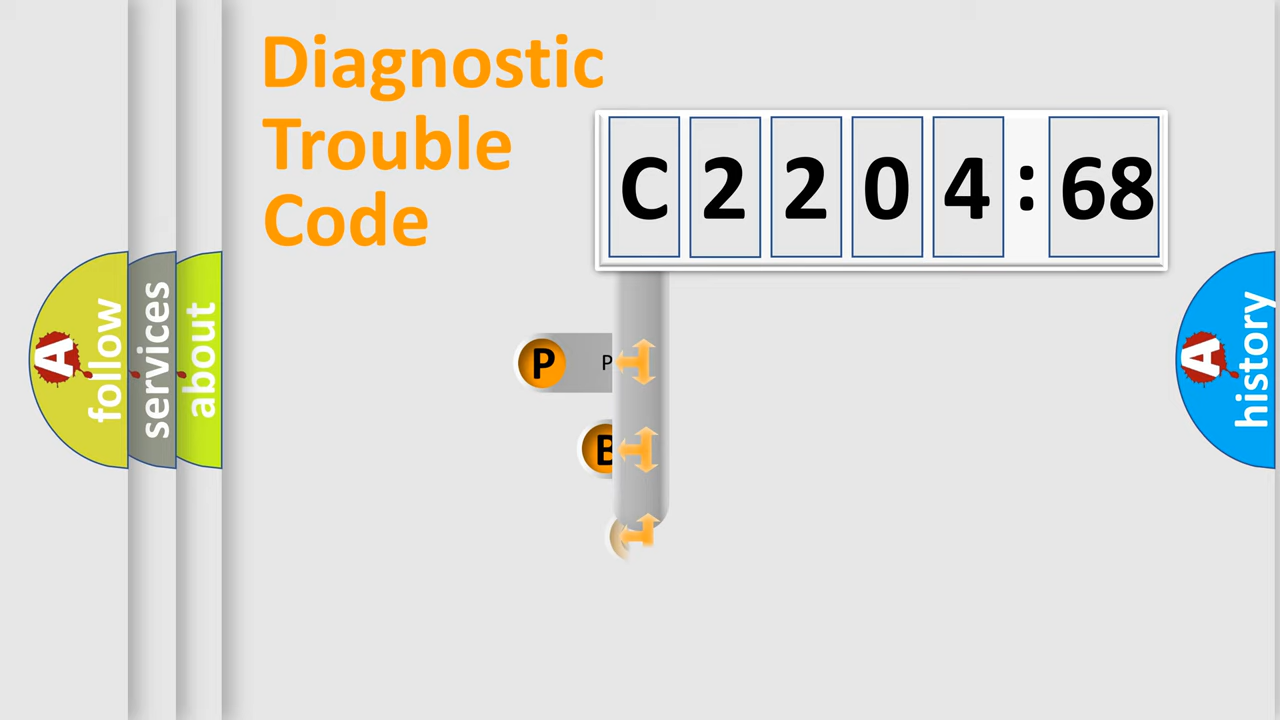 Diagnostic
Trouble
Code
C 2 2 0 4 : 68
P P
B
A follow
services
about
A history